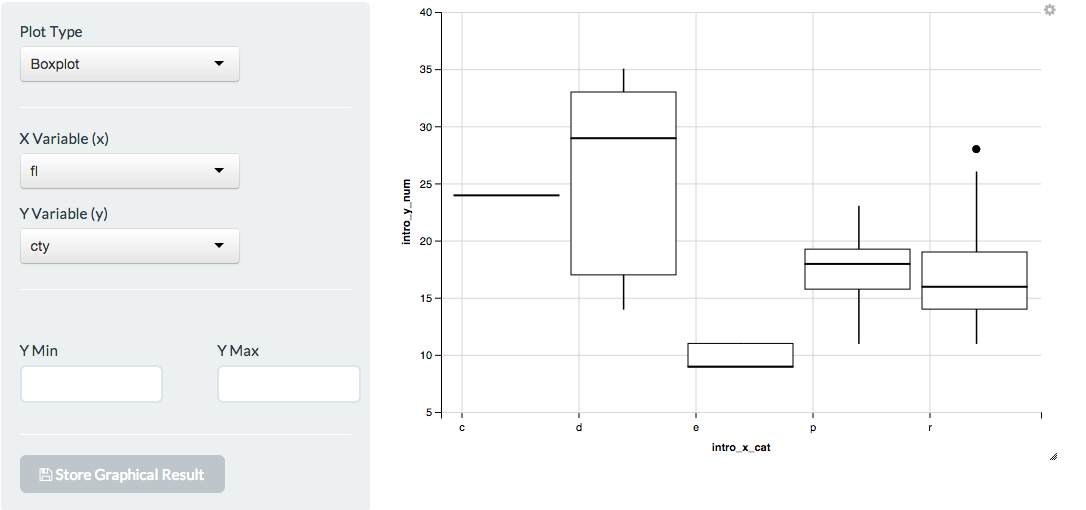 Plot Type
Boxplot
X Variable (x)
fl
Y Variable (y)
cty
Y Min Y Max
Store Graphical Result
40
35
30
25
20
15
10
5
intro_y_num
c d e p r
intro_x_cat